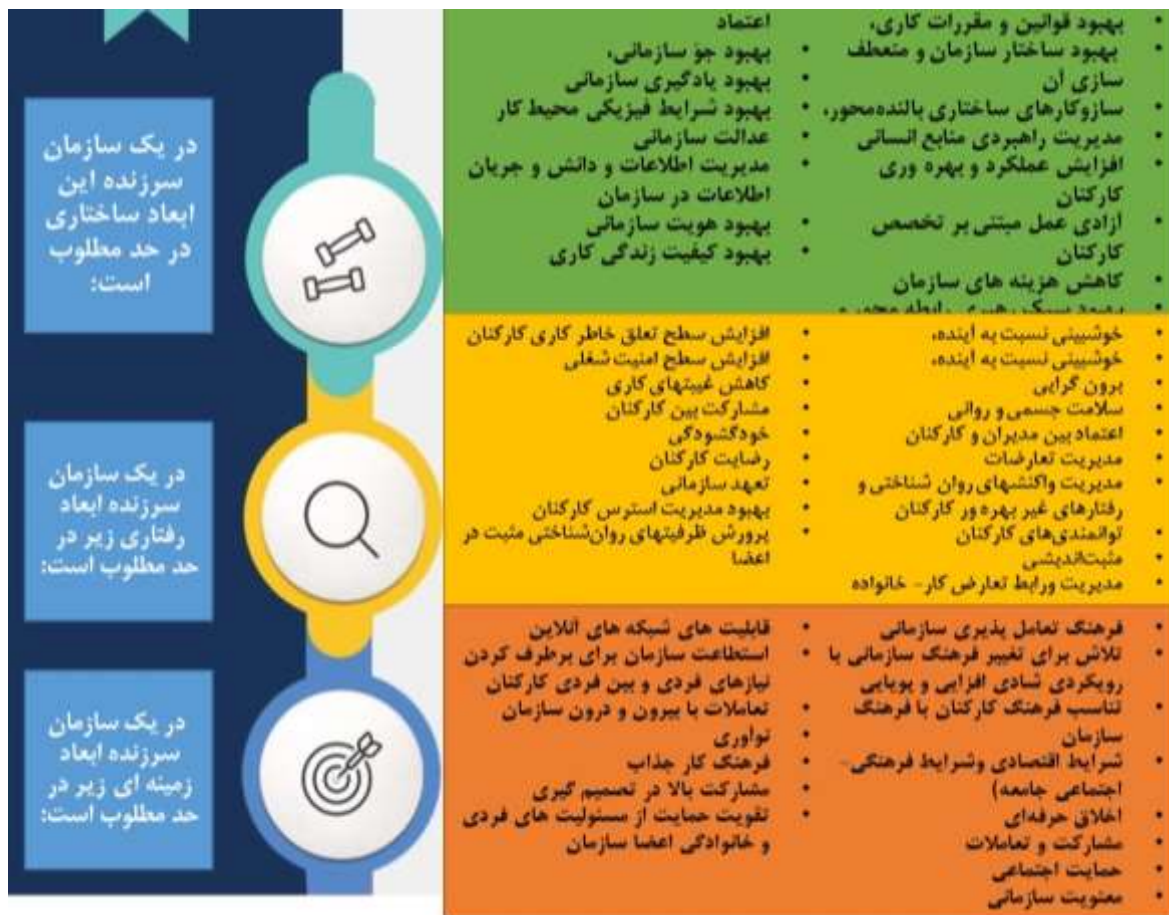 بهبود قوانین و مقررات کاری،
بهبود ساختار سازمان و منعطف
سازی آن
سازوکارهای ساختاری بالنده‌محور،
مدیریت راهبردی منابع انسانی
افزایش عملکرد و بهره وری
کارکنان
آزادی عمل مبتنی بر تخصص
کارکنان
کاهش هزینه های سازمان
بهبود سبک رهبری رابطه محور و
اعتماد
بهبود جو سازمانی،
بهبود یادگیری سازمانی
بهبود شرایط فیزیکی محیط کار
عدالت سازمانی
مدیریت اطلاعات و دانش و جریان
اطلاعات در سازمان
بهبود هویت سازمانی
بهبود کیفیت زندگی کاری
در یک سازمان
سرزنده این
ابعاد ساختاری
در حد مطلوب
است:
خوشبینی نسبت به آینده،
خوشبینی نسبت به آینده،
برون گرایی
سلامت جسمی و روانی
اعتماد بین مدیران و کارکنان
مدیریت تعارضات
مدیریت واکنشهای روان شناختی و
رفتارهای غیر بهره ور کارکنان
توانمندی‌های کارکنان
مثبت‌اندیشی
مدیریت ورابط تعارض کار- خانواده
افزایش سطح تعلق خاطر کاری کارکنان
افزایش سطح امنیت شغلی
کاهش غیبتهای کاری
مشارکت بین کارکنان
خودگشودگی
رضایت کارکنان
تعهد سازمانی
بهبود مدیریت استرس کارکنان
پرورش ظرفیتهای روان‌شناختی مثبت در
اعضا
در یک سازمان
سرزنده ابعاد
رفتاری زیر در
حد مطلوب است:
فرهنگ تعامل پذیری سازمانی
تلاش برای تغییر فرهنگ سازمانی با
رویکردی شادی افزایی و پویایی
تناسب فرهنگ کارکنان با فرهنگ
سازمان
شرایط اقتصادی وشرایط فرهنگی-
اجتماعی جامعه)
اخلاق حرفه‌ای
مشارکت و تعاملات
حمایت اجتماعی
معنویت سازمانی
قابلیت های شبکه های آنلاین
استطاعت سازمان برای برطرف کردن
نیازهای فردی و بین فردی کارکنان
تعاملات با بیرون و درون سازمان
نوآوری
فرهنگ کار جذاب
مشارکت بالا در تصمیم گیری
تقویت حمایت از مسئولیت های فردی
و خانوادگی اعضا سازمان
در یک سازمان
سرزنده ابعاد
زمینه ای زیر در
حد مطلوب است: